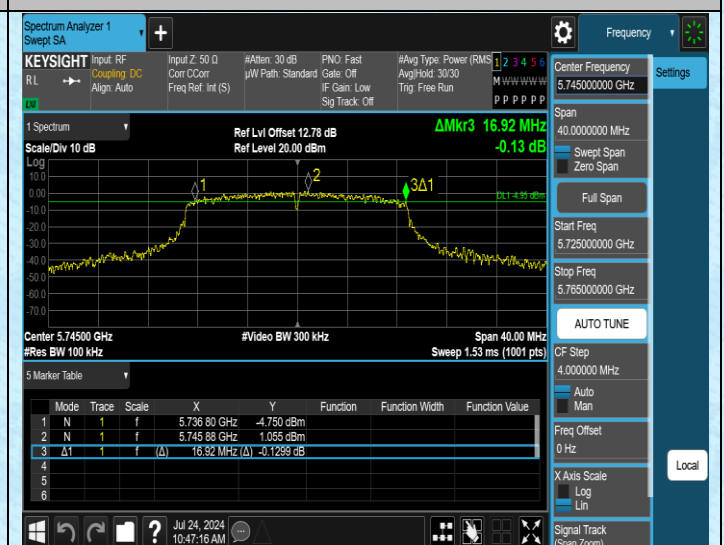 Spectrum Analyzer 1
Swept SA
+
Frequency
KEYSIGHT
RL
LXI
Input: RF
Coupling: DC
Align: Auto
Input Z: 50 Ω
Corr CCorr
Freq Ref: Int (S)
#Atten: 30 dB
µW Path: Standard
PNO: Fast
Gate: Off
IF Gain: Low
Sig Track: Off
#Avg Type: Power (RMS
Avg|Hold: 30/30
Trig: Free Run
1 2 3 4 5 6
M W W W W W
P P P P P P
1 Spectrum
Scale/Div 10 dB
Ref Lvl Offset 12.78 dB
Ref Level 20.00 dBm
ΔMkr3 16.92 MHz
-0.13 dB
Log
10.0
0.00
-10.0
-20.0
-30.0
-40.0
-50.0
-60.0
-70.0
1
2
3Δ1
DL1 -4.95 dBm
Center 5.74500 GHz
#Video BW 300 kHz
Span 40.00 MHz
#Res BW 100 kHz
Sweep 1.53 ms (1001 pts)
5 Marker Table
Mode Trace Scale X Y Function Function Width Function Value
1 N 1 f 5.736 80 GHz -4.750 dBm
2 N 1 f 5.745 88 GHz 1.055 dBm
3 Δ1 1 f (Δ) 16.92 MHz (Δ) -0.1299 dB
4
5
6
Jul 24, 2024
10:47:16 AM
?
Center Frequency
5.745000000 GHz
Settings
Span
40.0000000 MHz
Swept Span
Zero Span
Full Span
Start Freq
5.725000000 GHz
Stop Freq
5.765000000 GHz
AUTO TUNE
CF Step
4.000000 MHz
Auto
Man
Freq Offset
0 Hz
X Axis Scale
Log
Lin
Signal Track
(Span Zoom)
Local